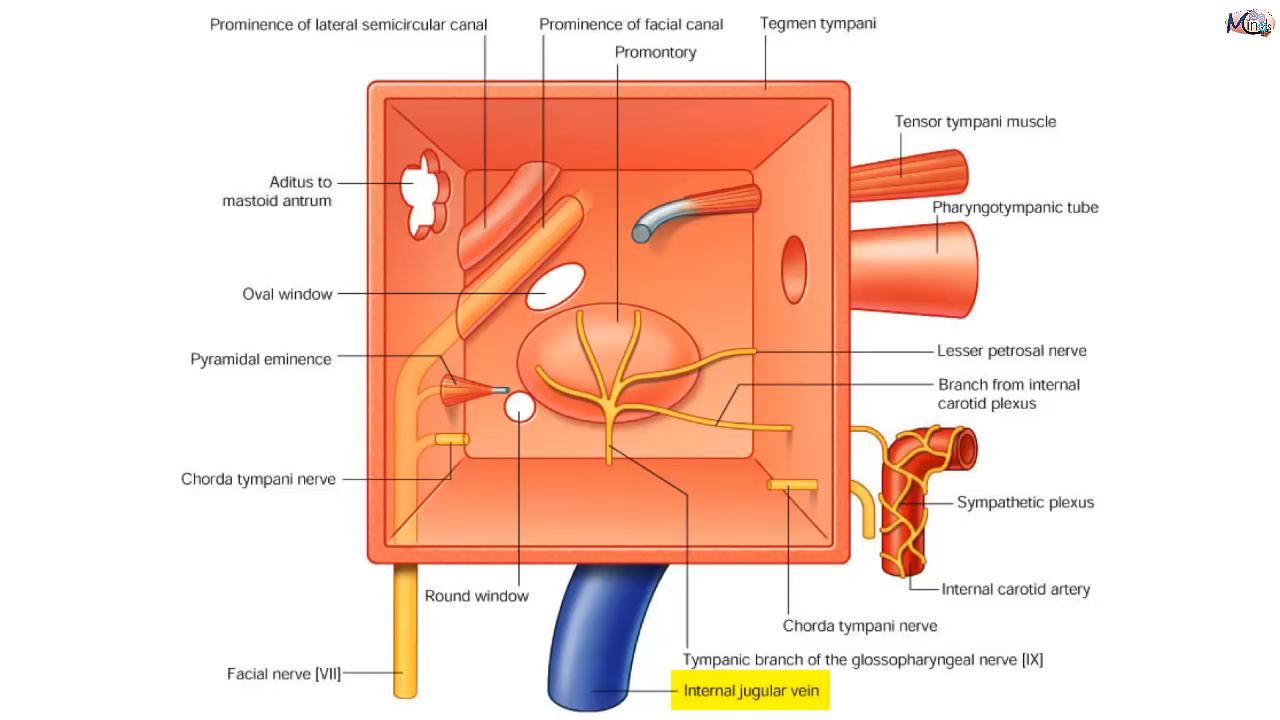 Prominence of lateral semicircular canal
Prominence of facial canal
Tegmen tympani
Promontory
Tensor tympani muscle
Aditus to
mastoid antrum
Pharyngotympanic tube
Oval window
Pyramidal eminence
Lesser petrosal nerve
Branch from internal
carotid plexus
Chorda tympani nerve
Sympathetic plexus
Round window
Internal carotid artery
Chorda tympani nerve
Tympanic branch of the glossopharyngeal nerve [IX]
Facial nerve [VII]
Internal jugular vein